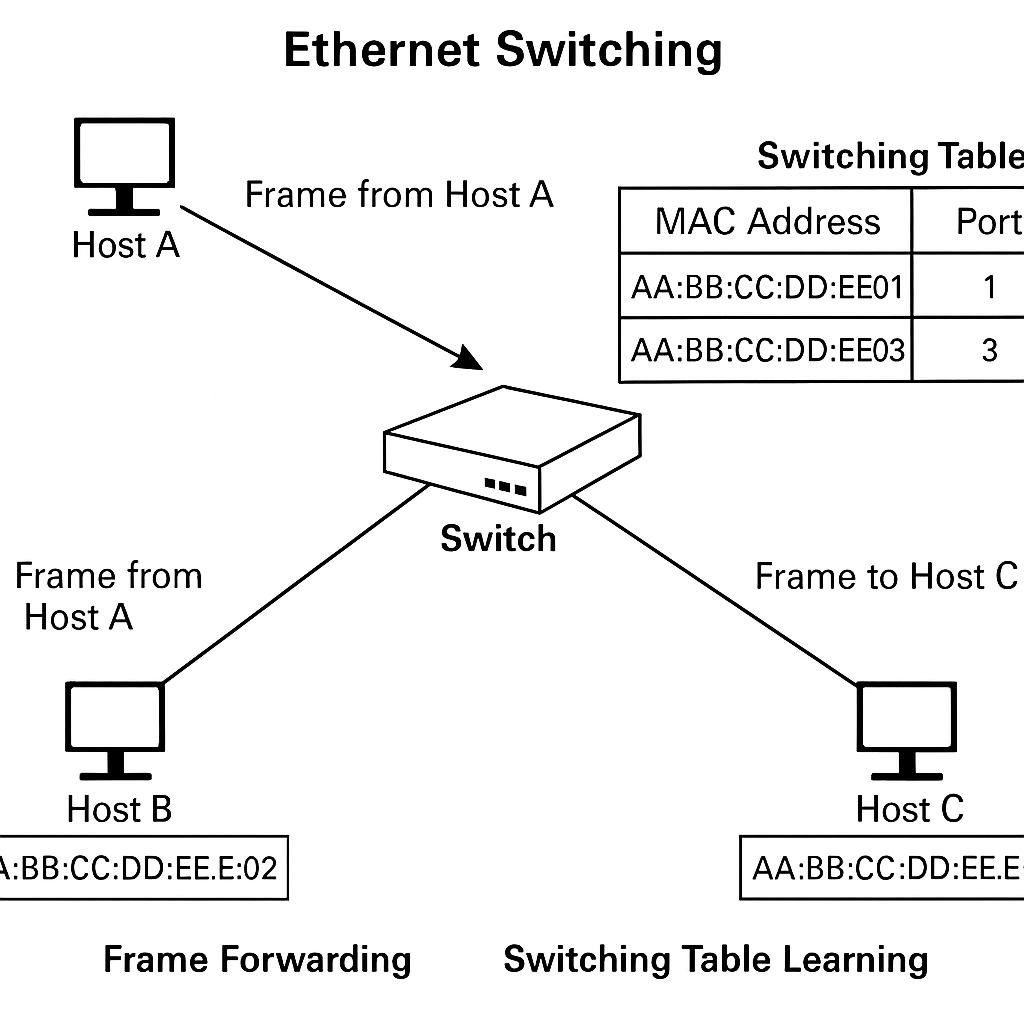 Ethernet Switching
Frame from Host A
Host A
Switching Table
MAC Address Port
AA:BB:CC:DD:EE01 1
AA:BB:CC:DD:EE03 3
Switch
Frame from
Host A
Frame to Host C
Host B
A:BB:CC:DD:EE.E:02
Host C
AA:BB:CC:DD:EE.E
Frame Forwarding
Switching Table Learning